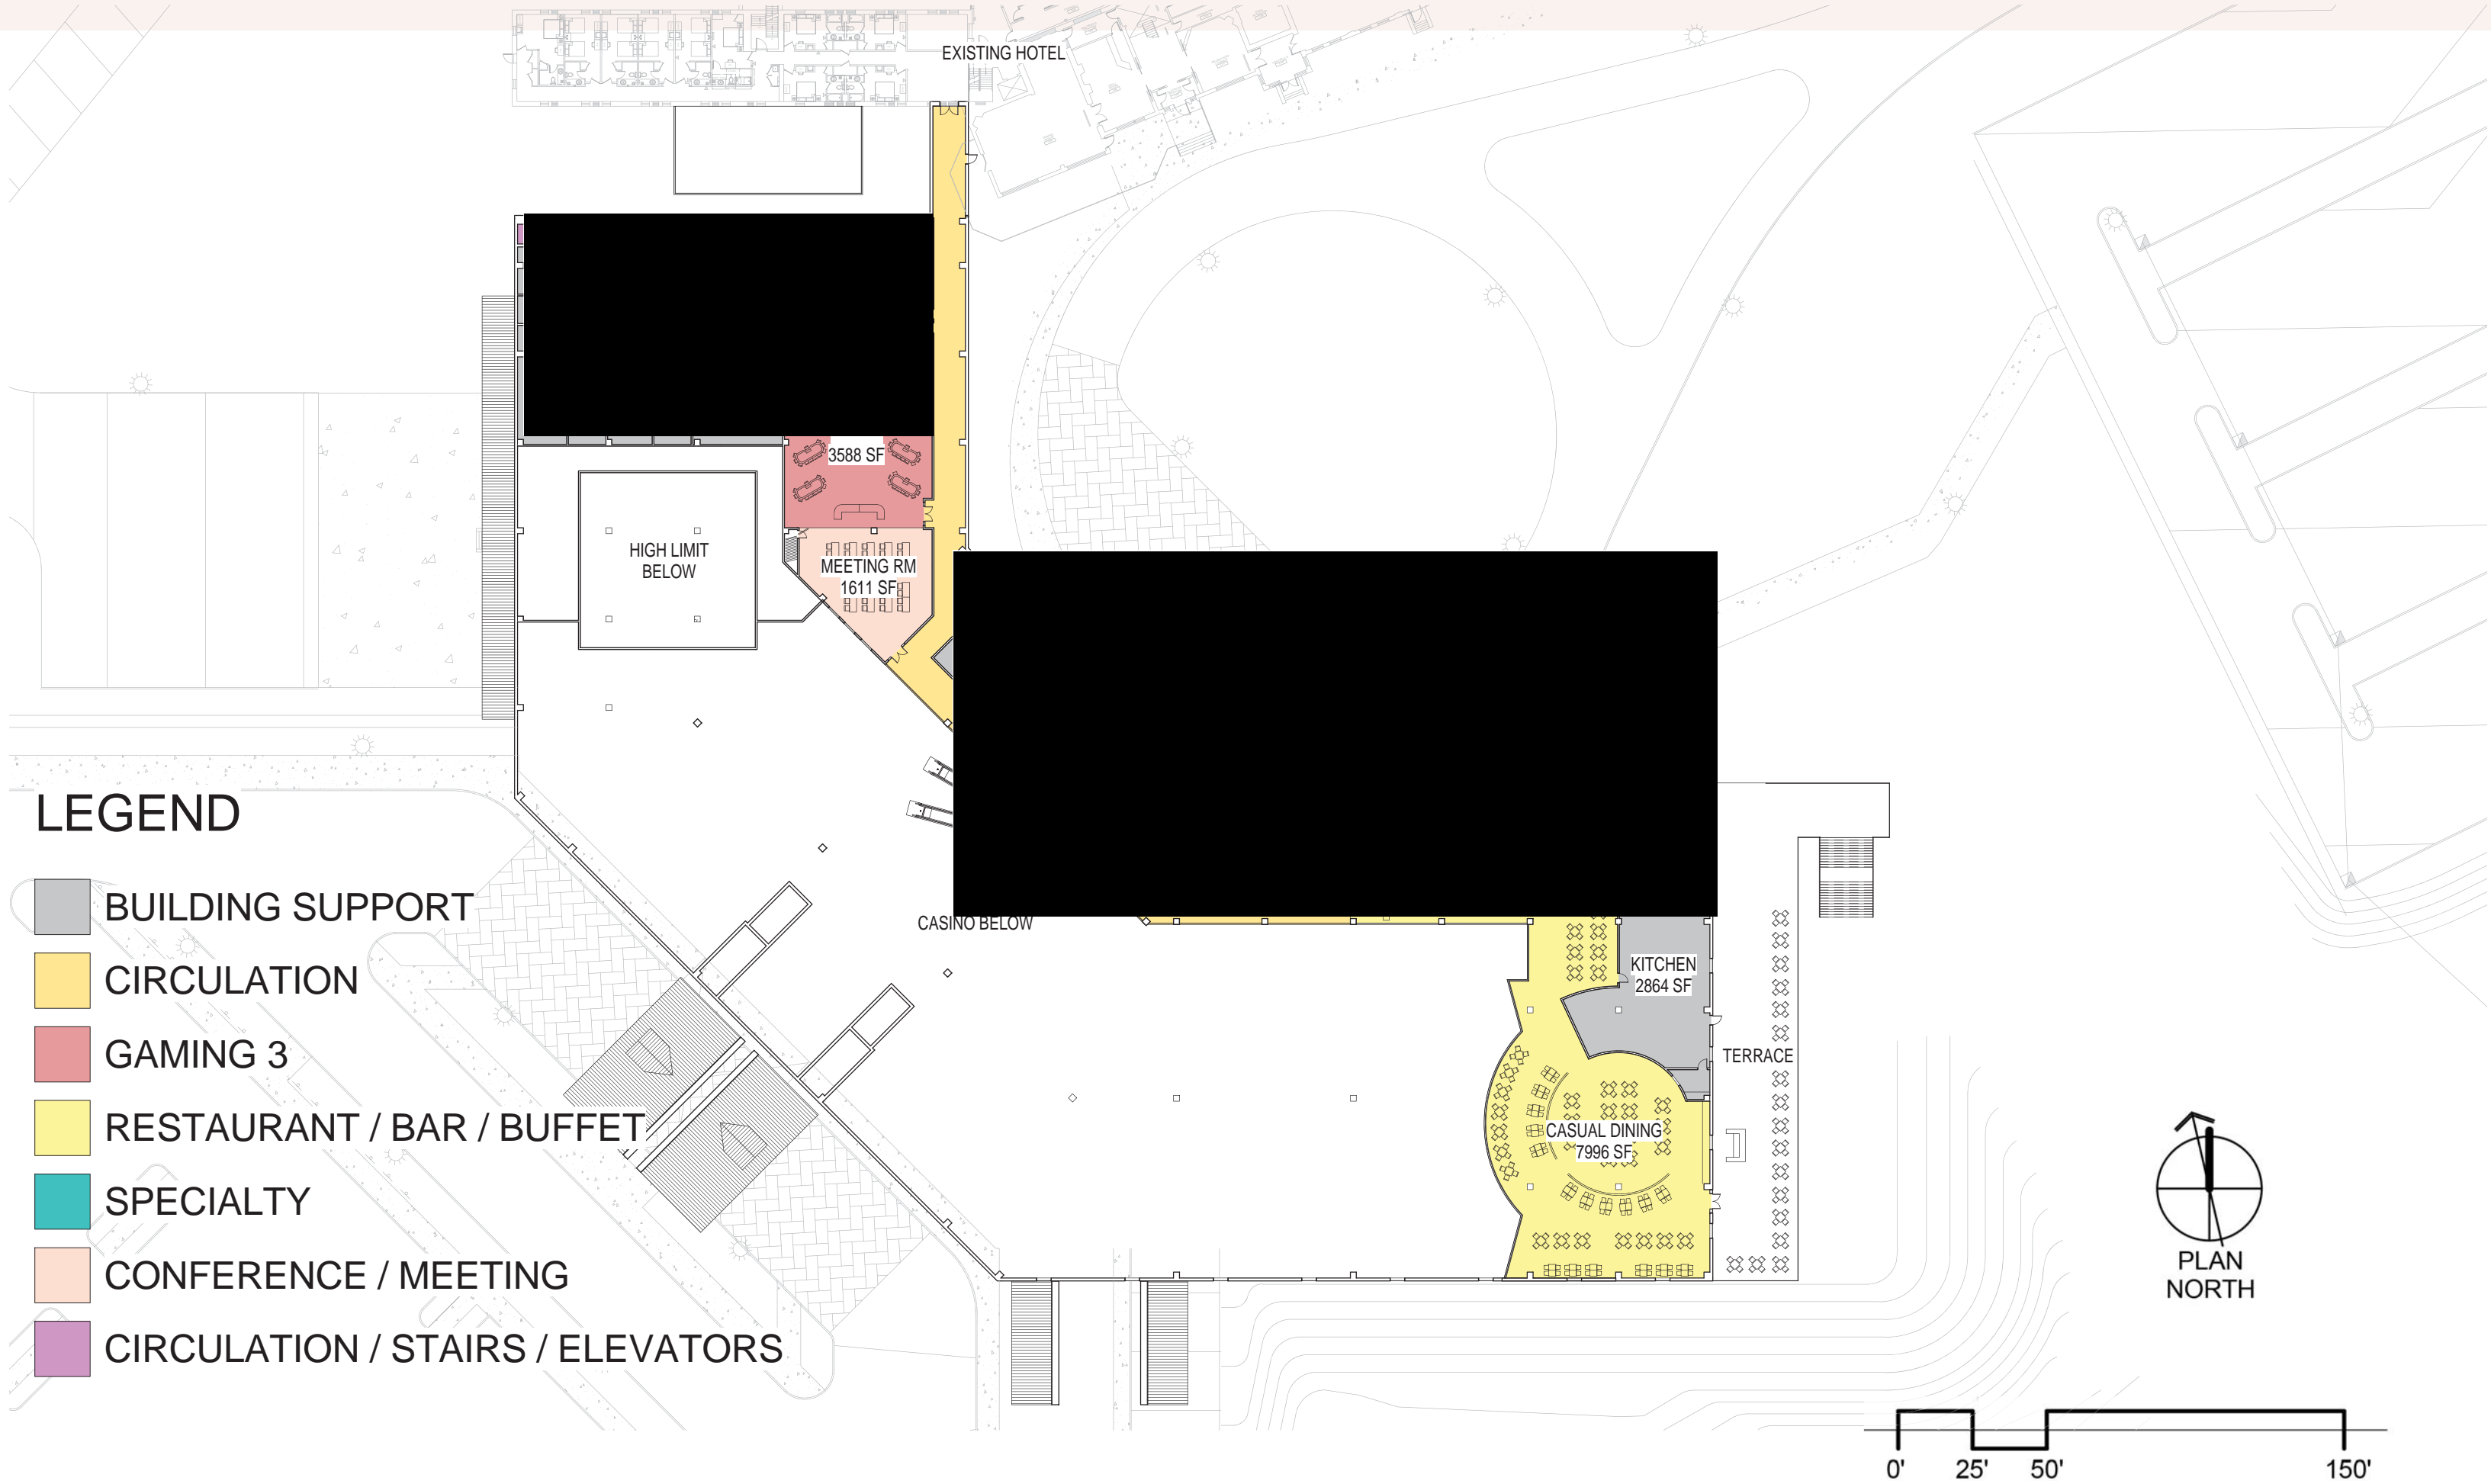 EXISTING HOTEL
3588 SF
HIGH LIMIT
BELOW
MEETING RM
1611 SF
CASINO BELOW
KITCHEN
2864 SF
TERRACE
CASUAL DINING
7996 SF
LEGEND
BUILDING SUPPORT
CIRCULATION
GAMING 3
RESTAURANT / BAR / BUFFET
SPECIALTY
CONFERENCE / MEETING
CIRCULATION / STAIRS / ELEVATORS
PLAN
NORTH
0' 25' 50' 150'